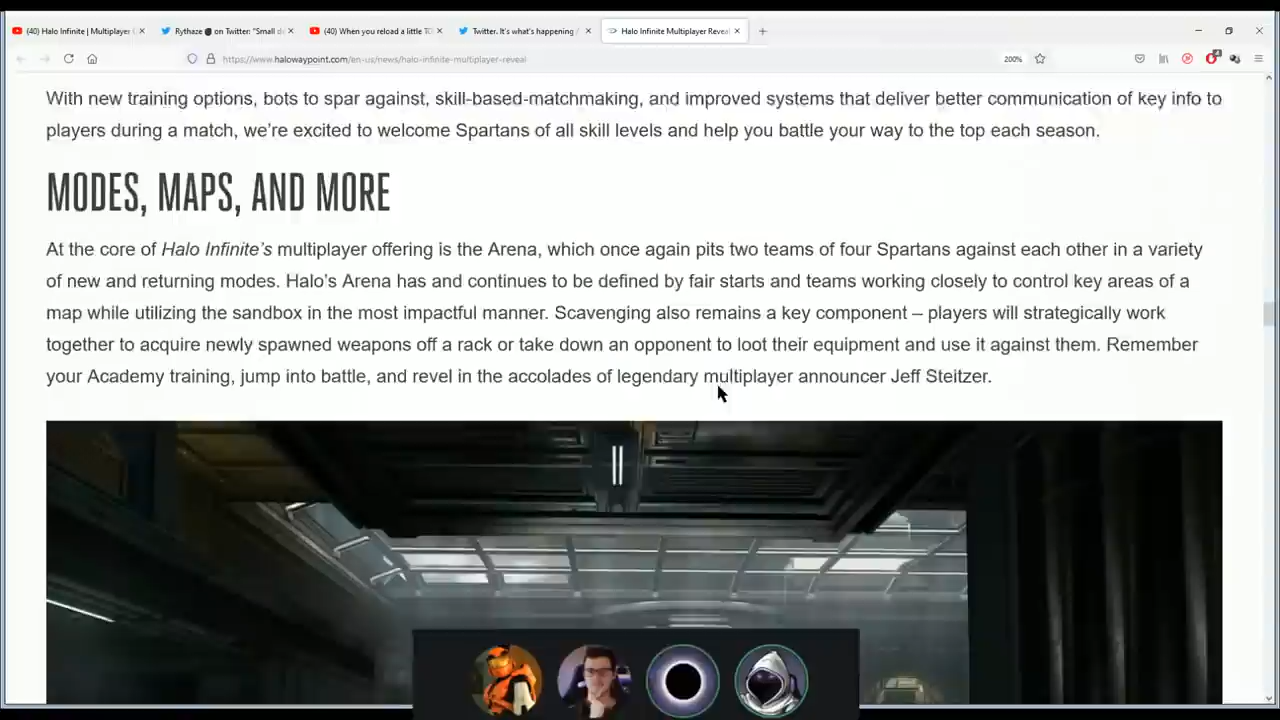 (40) Halo Infinite | Multiplayer
Rythaze on Twitter: "Small d
(40) When you reload a little T
Twitter. It's what's happening /
Halo Infinite Multiplayer Reveal
https://www.halowaypoint.com/en-us/news/halo-infinite-multiplayer-reveal
200%
With new training options, bots to spar against, skill-based-matchmaking, and improved systems that deliver better communication of key info to
players during a match, we’re excited to welcome Spartans of all skill levels and help you battle your way to the top each season.
MODES, MAPS, AND MORE
At the core of Halo Infinite’s multiplayer offering is the Arena, which once again pits two teams of four Spartans against each other in a variety
of new and returning modes. Halo’s Arena has and continues to be defined by fair starts and teams working closely to control key areas of a
map while utilizing the sandbox in the most impactful manner. Scavenging also remains a key component – players will strategically work
together to acquire newly spawned weapons off a rack or take down an opponent to loot their equipment and use it against them. Remember
your Academy training, jump into battle, and revel in the accolades of legendary multiplayer announcer Jeff Steitzer.